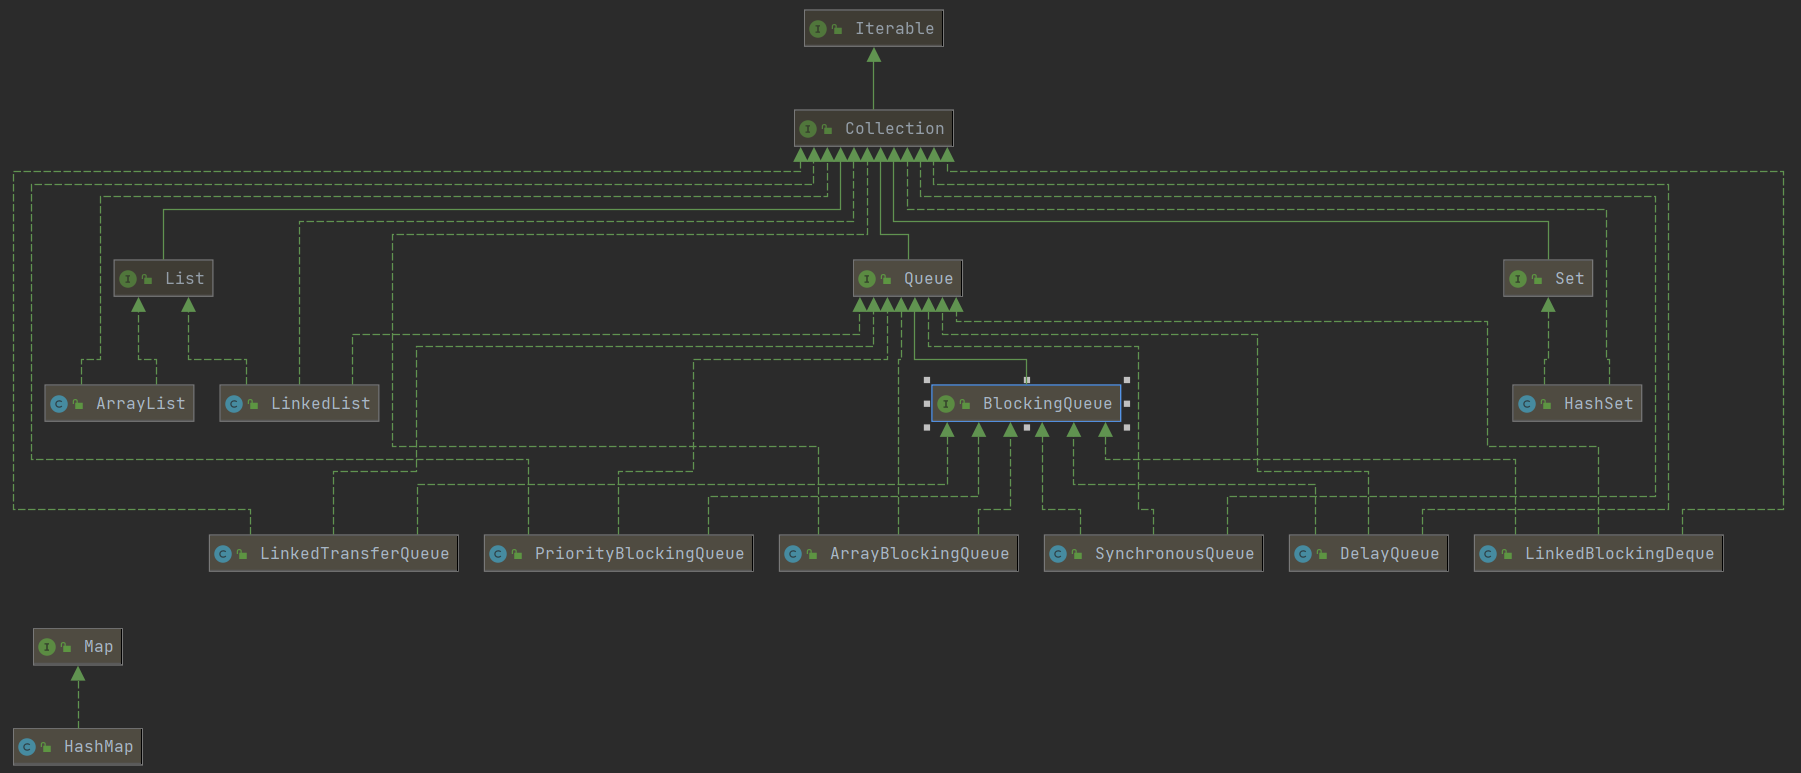 I Iterable
I Collection
I List
I Queue
I Set
C ArrayList
C LinkedList
I BlockingQueue
C HashSet
C LinkedTransferQueue
C PriorityBlockingQueue
C ArrayBlockingQueue
C SynchronousQueue
C DelayQueue
C LinkedBlockingDeque
I Map
C HashMap